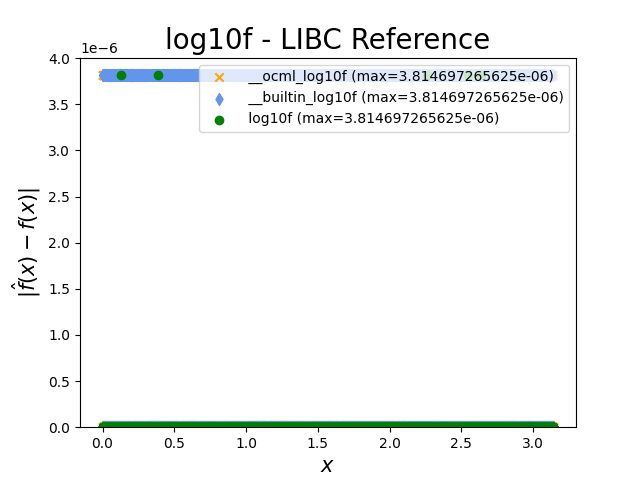 log10f - LIBC Reference
1e−6
4.0
3.5
3.0
2.5
2.0
1.5
1.0
0.5
0.0
|f̂(x) − f(x)|
__ocml_log10f (max=3.814697265625e-06)
__builtin_log10f (max=3.814697265625e-06)
log10f (max=3.814697265625e-06)
0.0 0.5 1.0 1.5 2.0 2.5 3.0
x